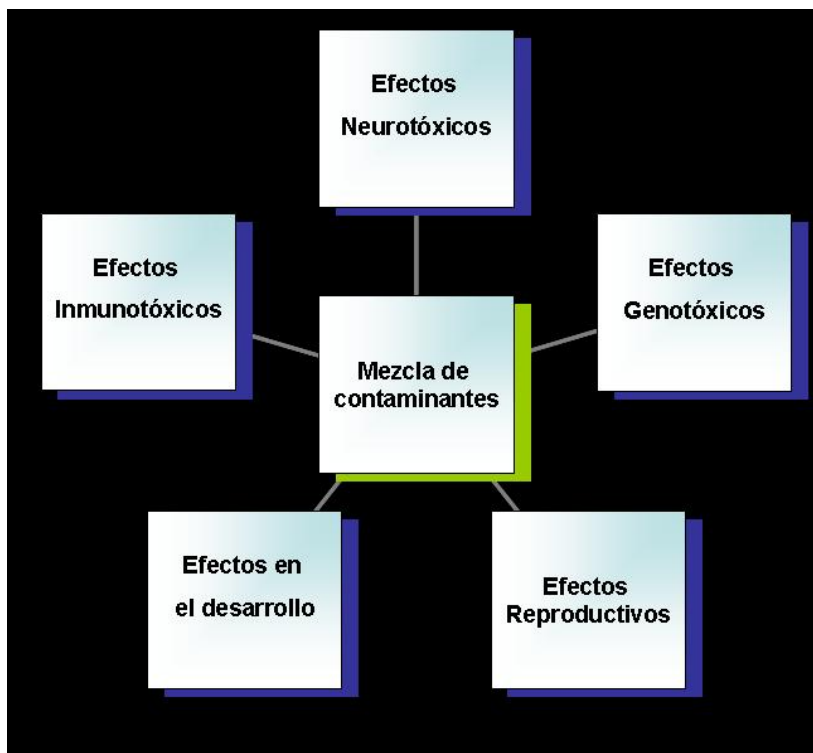 Efectos
Neurotóxicos
Efectos
Inmunotóxicos
Efectos
Genotóxicos
Mezcla de
contaminantes
Efectos en
el desarrollo
Efectos
Reproductivos